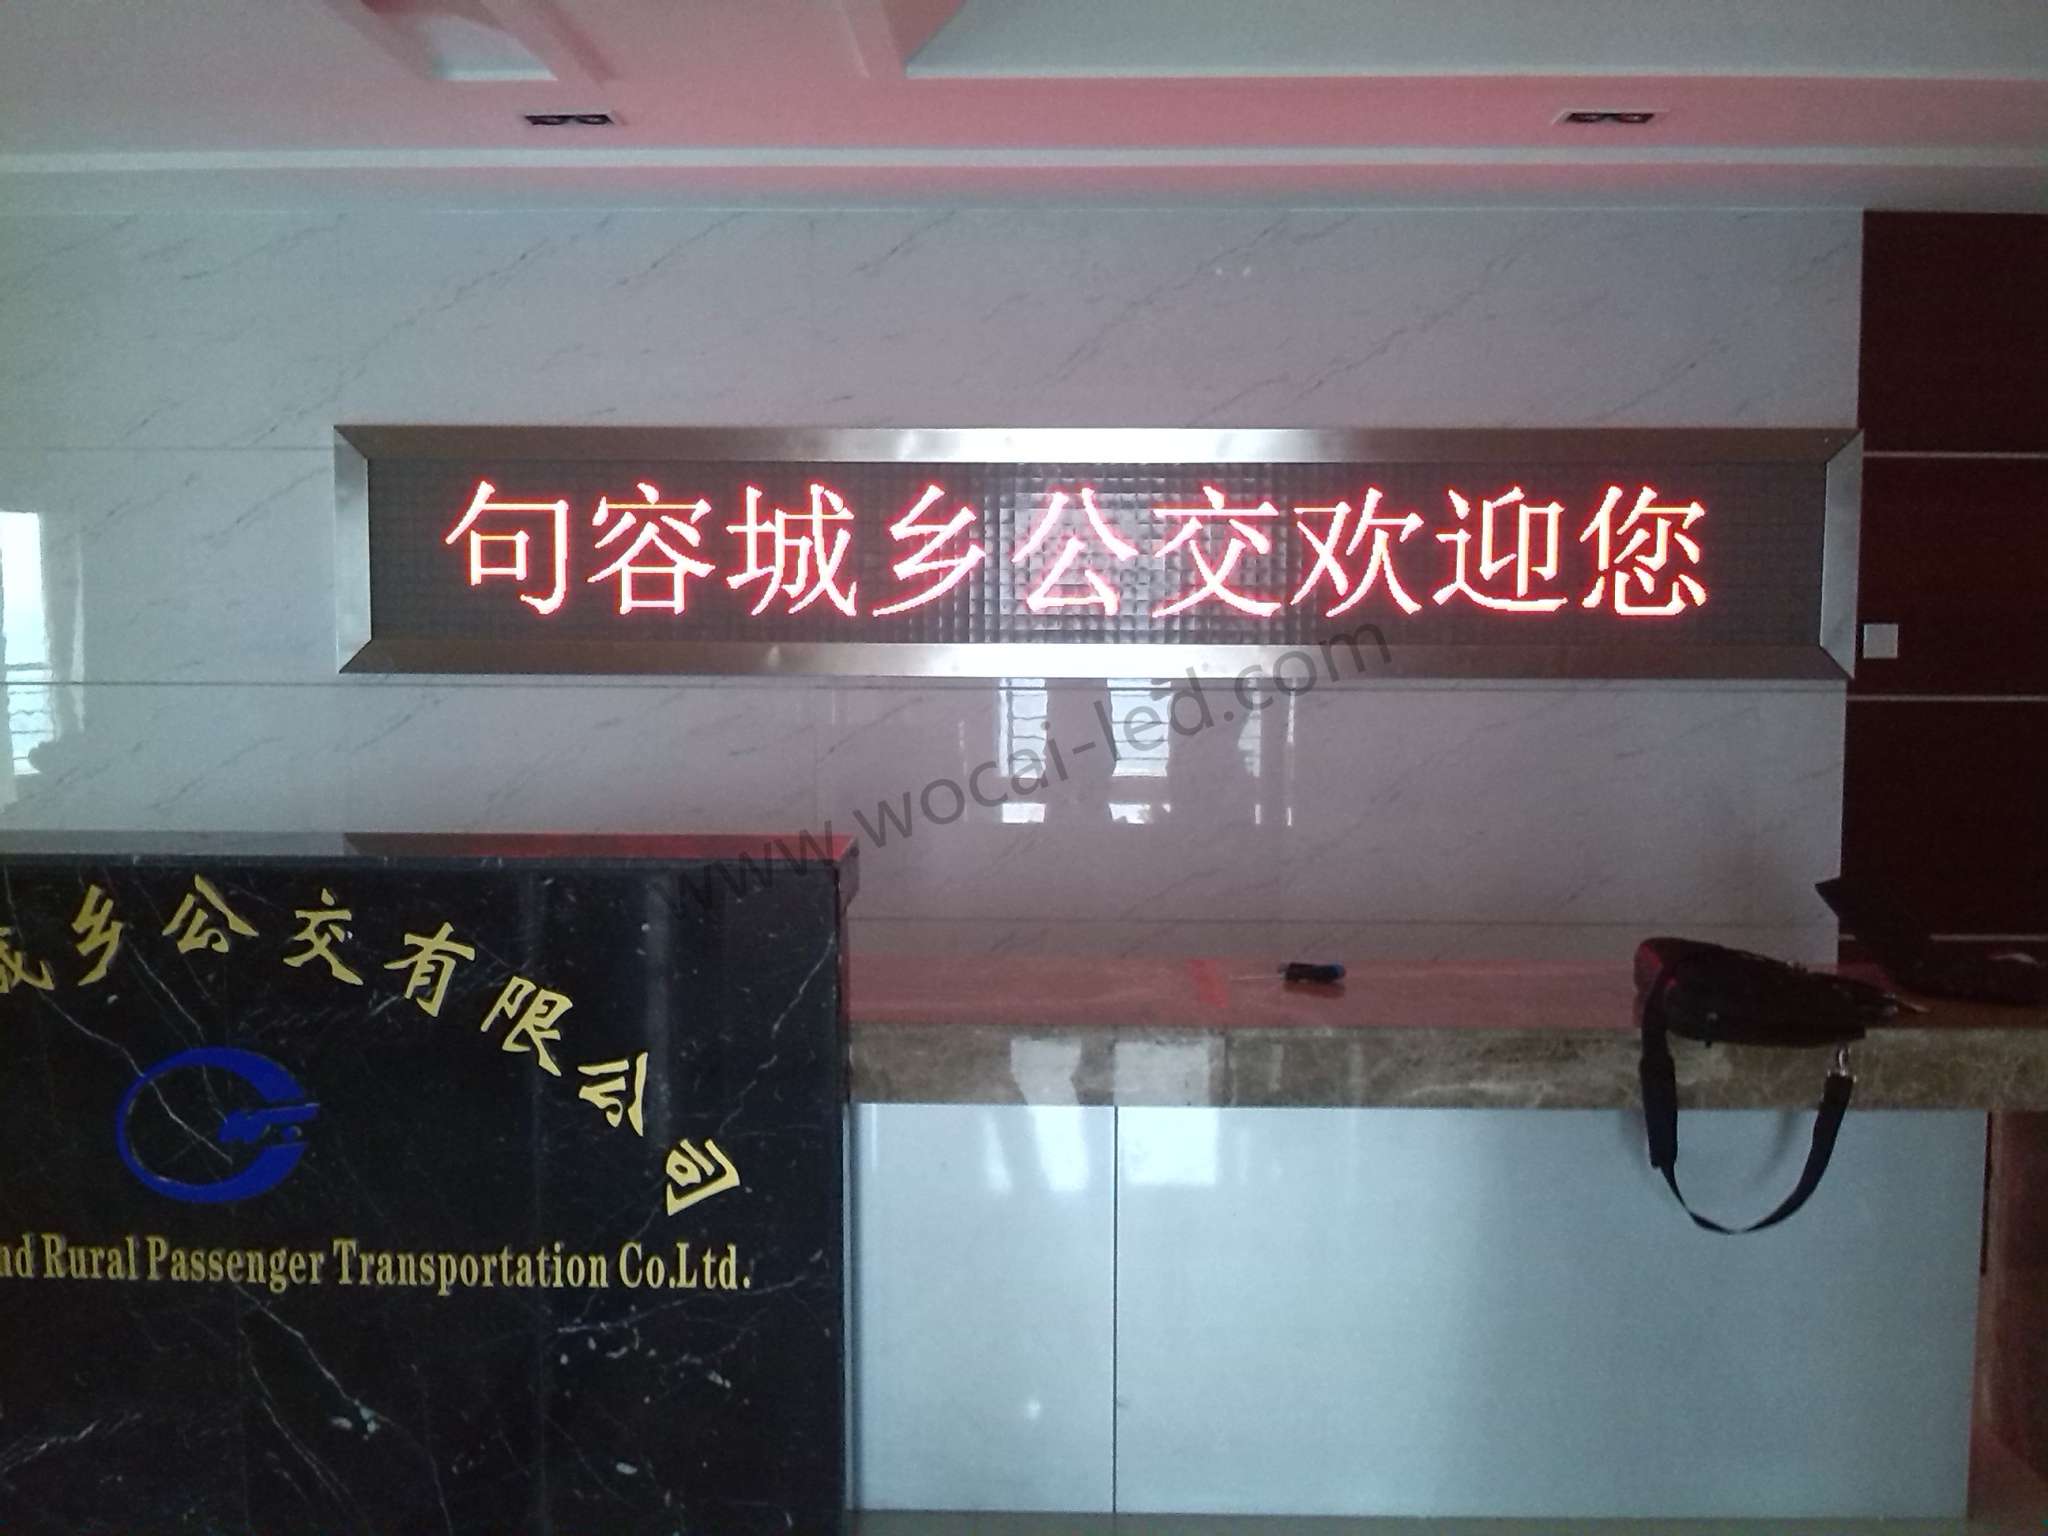 句容城乡公交欢迎您
www.wocai-led.com
城乡公交有限公司
nd Rural Passenger Transportation Co.Ltd.